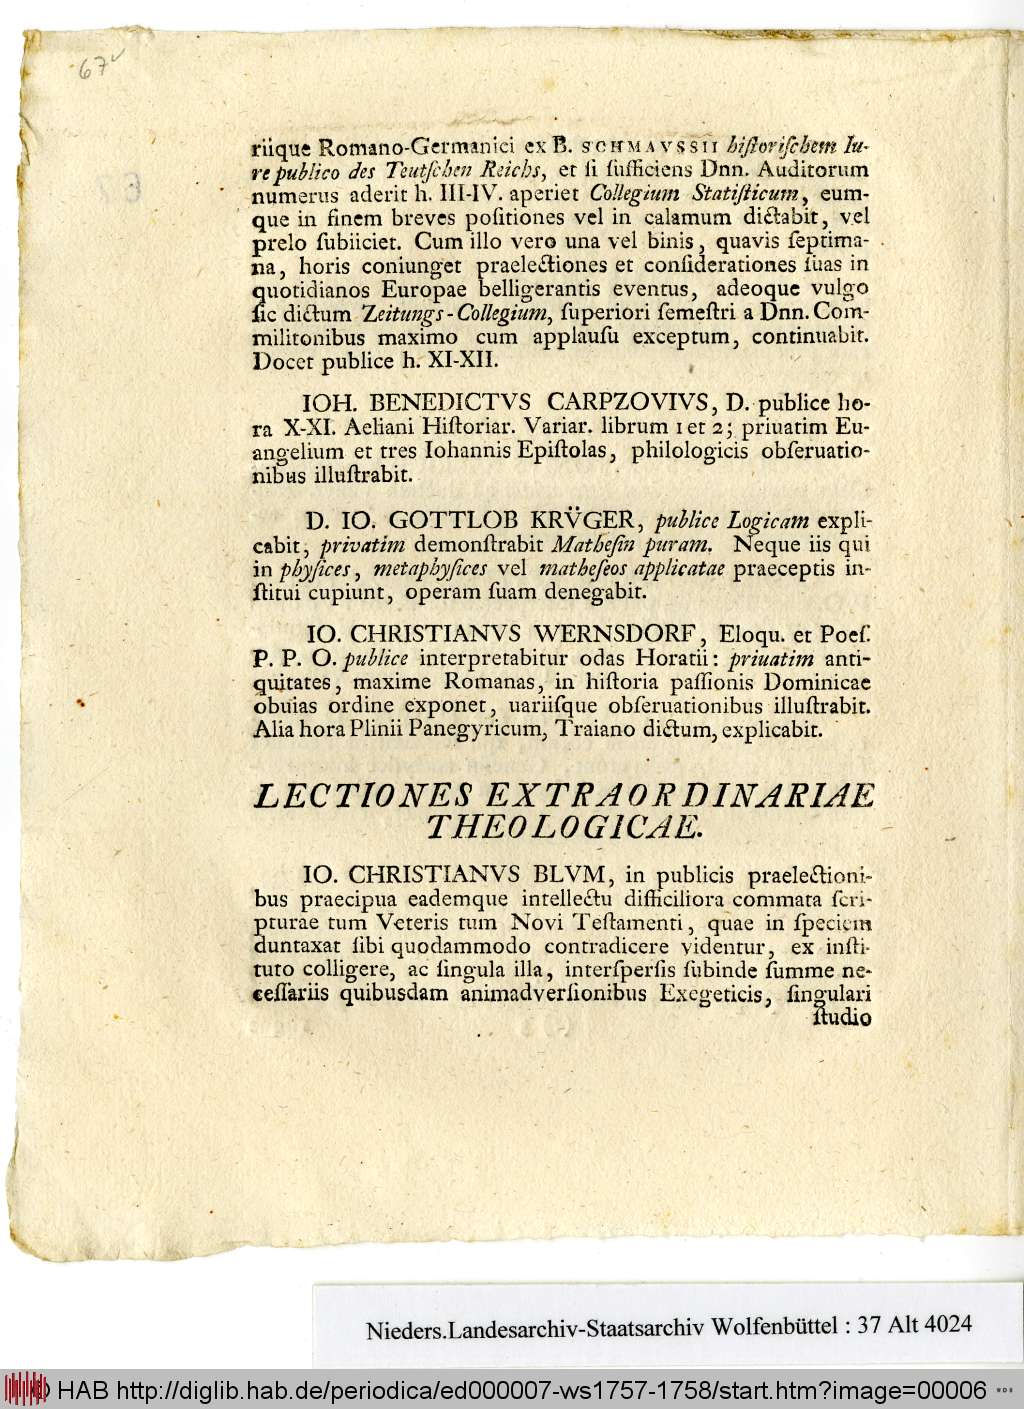 67v
riique Romano-Germanici ex B. SCHMAVSSII hiſtoriſchem Iu-
re publico des Teutſchen Reichs, et ſi ſufficiens Dnn. Auditorum
numerus aderit h. III-IV. aperiet Collegium Statiſticum, eum-
que in finem breves poſitiones vel in calamum dictabit, vel
prelo ſubiiciet. Cum illo vero una vel binis, quavis ſeptima-
na, horis coniunget praelectiones et conſiderationes ſuas in
quotidianos Europae belligerantis eventus, adeoque vulgo
ſic dictum Zeitungs-Collegium, ſuperiori ſemeſtri a Dnn. Com-
militonibus maximo cum applauſu exceptum, continuabit.
Docet publice h. XI-XII.
IOH. BENEDICTVS CARPZOVIVS, D. publice ho-
ra X-XI. Aeliani Hiſtoriar. Variar. librum 1 et 2; priuatim Eu-
angelium et tres Iohannis Epiſtolas, philologicis obſeruatio-
nibus illuſtrabit.
D. IO. GOTTLOB KRV̈GER, publice Logicam expli-
cabit, privatim demonſtrabit Matheſin puram. Neque iis qui
in phyſices, metaphyſices vel matheſeos applicatae praeceptis in-
ſtitui cupiunt, operam ſuam denegabit.
IO. CHRISTIANVS WERNSDORF, Eloqu. et Poeſ.
P. P. O. publice interpretabitur odas Horatii: priuatim anti-
quitates, maxime Romanas, in hiſtoria paſſionis Dominicae
obuias ordine exponet, uariiſque obſeruationibus illuſtrabit.
Alia hora Plinii Panegyricum, Traiano dictum, explicabit.
LECTIONES EXTRAORDINARIAE
THEOLOGICAE.
IO. CHRISTIANVS BLVM, in publicis praelectioni-
bus praecipua eademque intellectu difficiliora commata ſcri-
pturae tum Veteris tum Novi Teſtamenti, quae in ſpeciem
duntaxat ſibi quodammodo contradicere videntur, ex inſti-
tuto colligere, ac ſingula illa, interſperſis ſubinde ſumme ne-
ceſſariis quibusdam animadverſionibus Exegeticis, ſingulari
ſtudio
Nieders.Landesarchiv-Staatsarchiv Wolfenbüttel : 37 Alt 4024
© HAB http://diglib.hab.de/periodica/ed000007-ws1757-1758/start.htm?image=00006